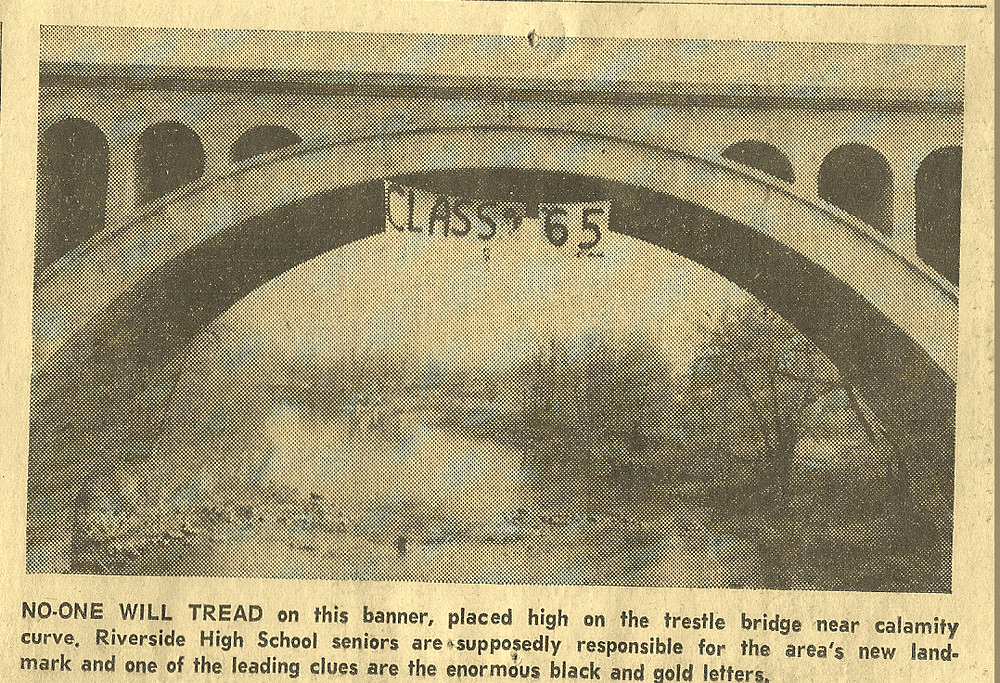 CLASS '65
NO-ONE WILL TREAD on this banner, placed high on the trestle bridge near calamity
curve. Riverside High School seniors are supposedly responsible for the area's new land-
mark and one of the leading clues are the enormous black and gold letters.